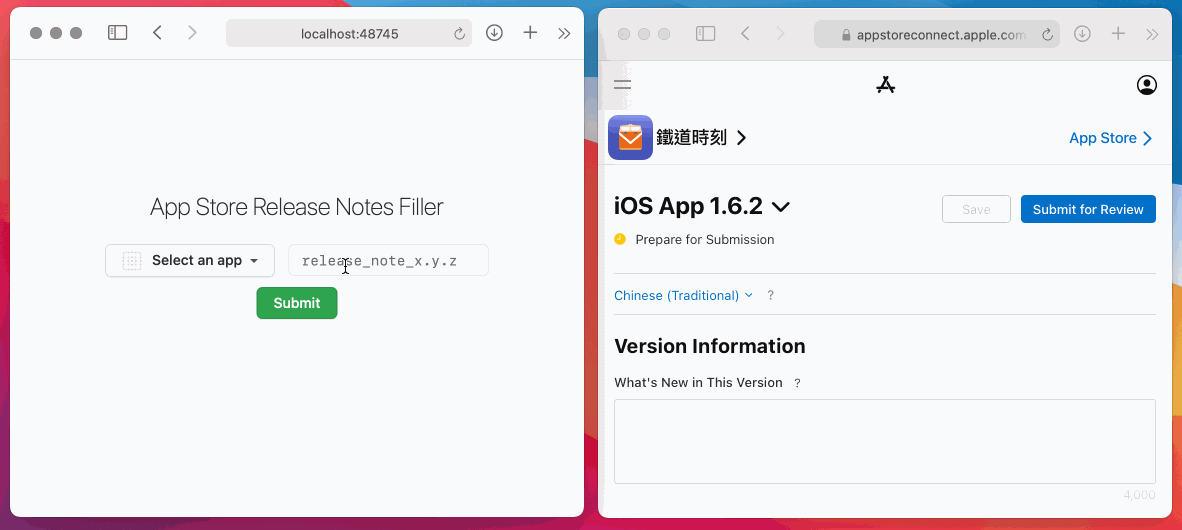 localhost:48745
App Store Release Notes Filler
Select an app
release_note_x.y.z
Submit
appstoreconnect.apple.com
鐵道時刻
App Store
iOS App 1.6.2
Save
Submit for Review
Prepare for Submission
Chinese (Traditional)
?
Version Information
What's New in This Version ?
4,000